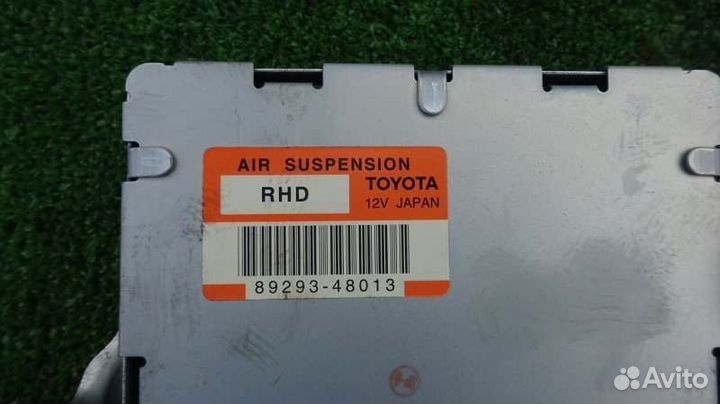 AIR SUSPENSION
RHD
TOYOTA
12V JAPAN
89293-48013
Avito